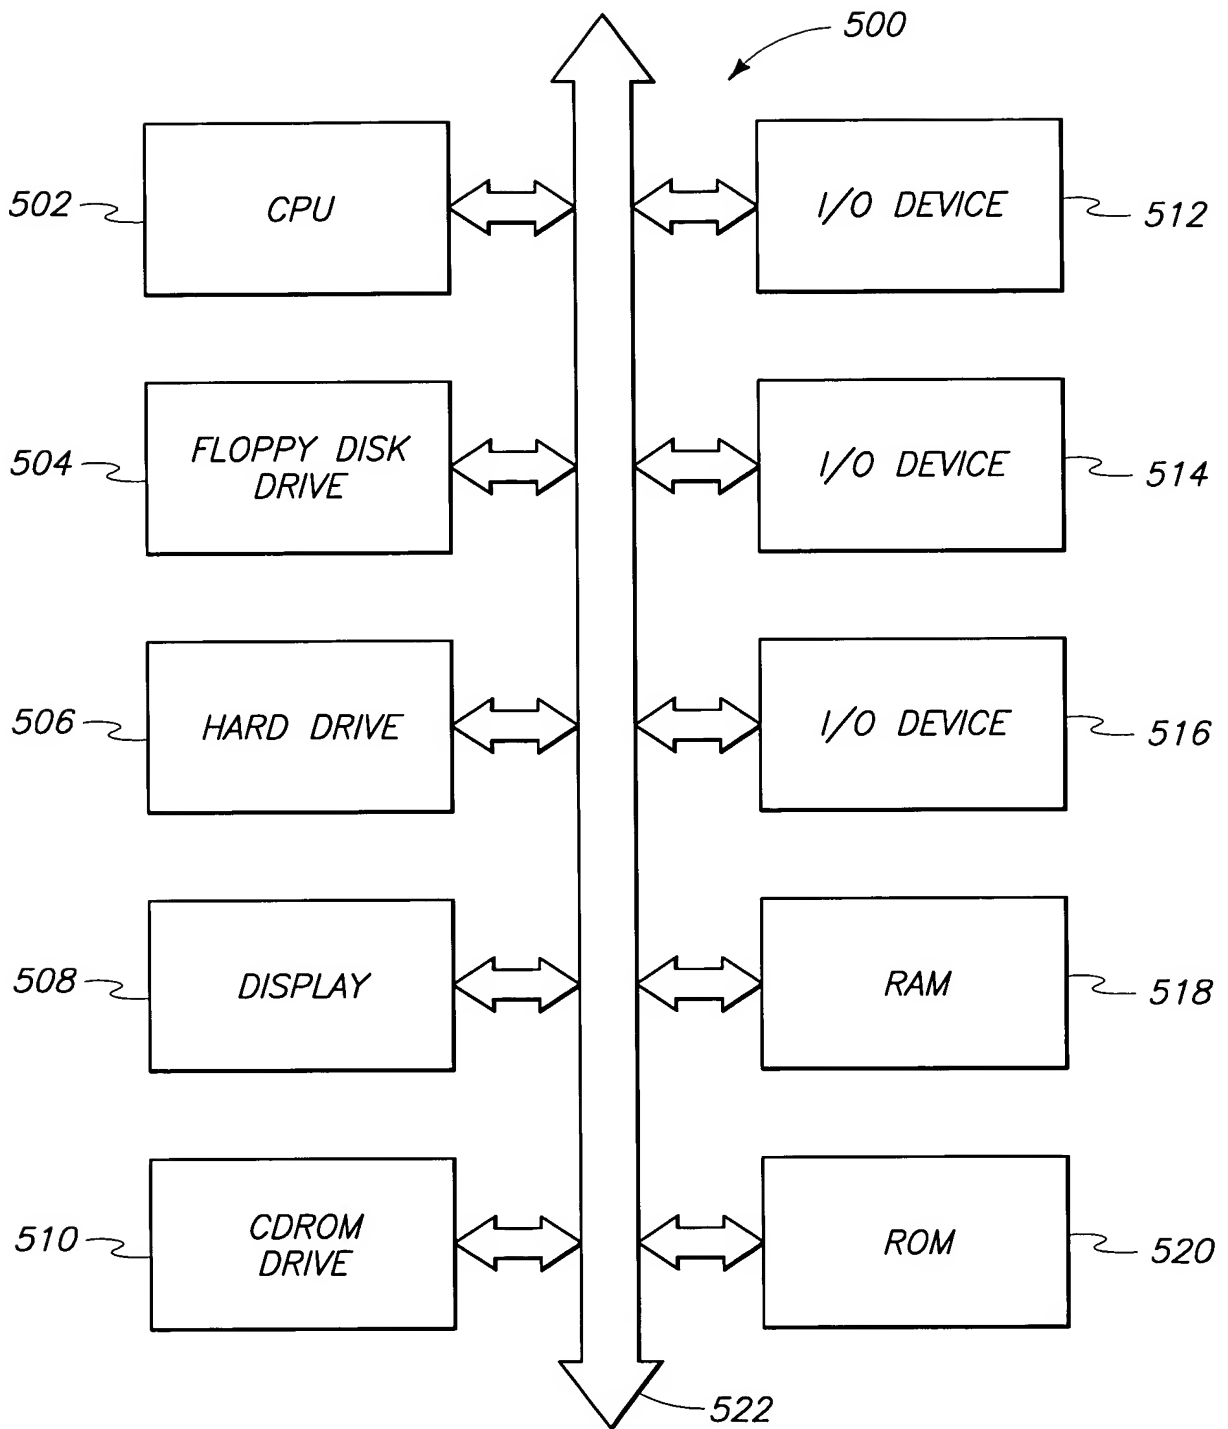 500
502
CPU
I/O DEVICE
512
504
FLOPPY DISK
DRIVE
I/O DEVICE
514
506
HARD DRIVE
I/O DEVICE
516
508
DISPLAY
RAM
518
510
CDROM
DRIVE
ROM
520
522